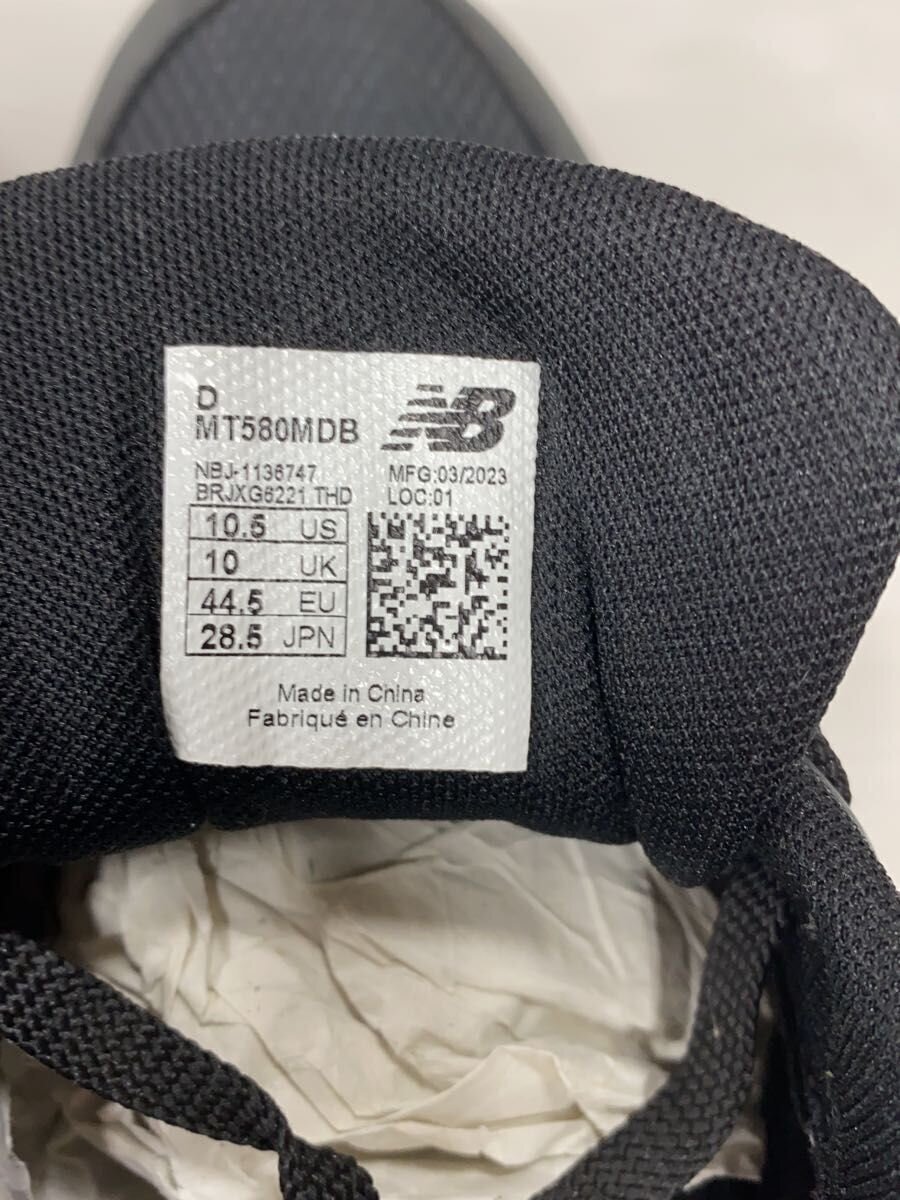 D
MT580MDB
NB
NBJ-1136747
BRJXG6221 THD
MFG:03/2023
LOC:01
10.5 US
10 UK
44.5 EU
28.5 JPN
Made in China
Fabriqué en Chine